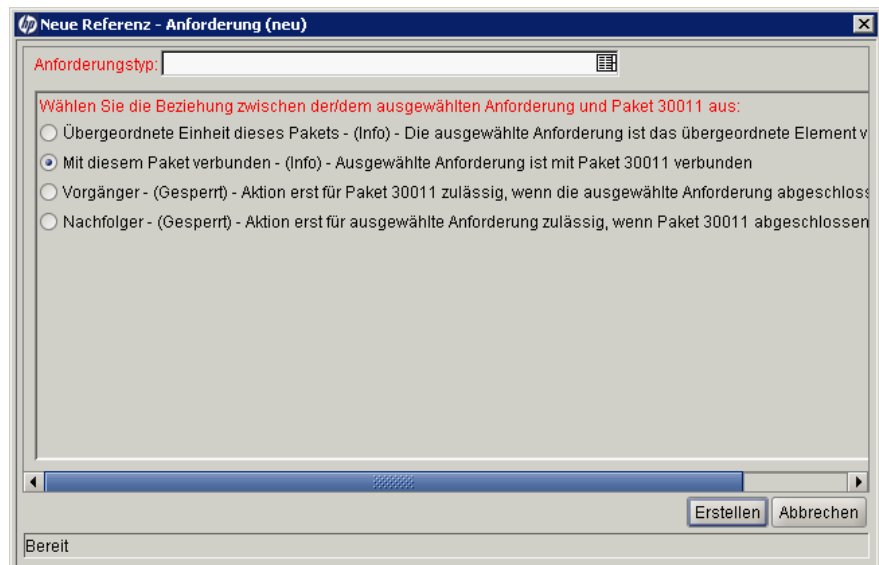 hp Neue Referenz - Anforderung (neu)
Anforderungstyp:
Wählen Sie die Beziehung zwischen der/dem ausgewählten Anforderung und Paket 30011 aus:
Übergeordnete Einheit dieses Pakets - (Info) - Die ausgewählte Anforderung ist das übergeordnete Element v
Mit diesem Paket verbunden - (Info) - Ausgewählte Anforderung ist mit Paket 30011 verbunden
Vorgänger - (Gesperrt) - Aktion erst für Paket 30011 zulässig, wenn die ausgewählte Anforderung abgeschloss
Nachfolger - (Gesperrt) - Aktion erst für ausgewählte Anforderung zulässig, wenn Paket 30011 abgeschlossen
Erstellen Abbrechen
Bereit